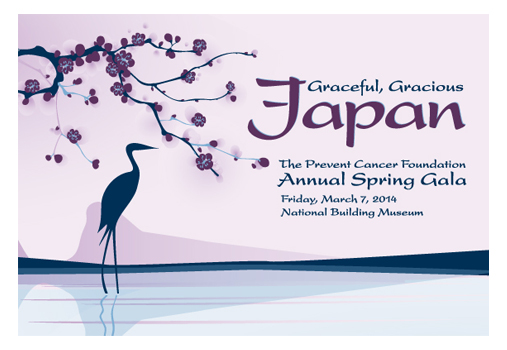 Graceful, Gracious
Japan
The Prevent Cancer Foundation
Annual Spring Gala
Friday, March 7, 2014
National Building Museum